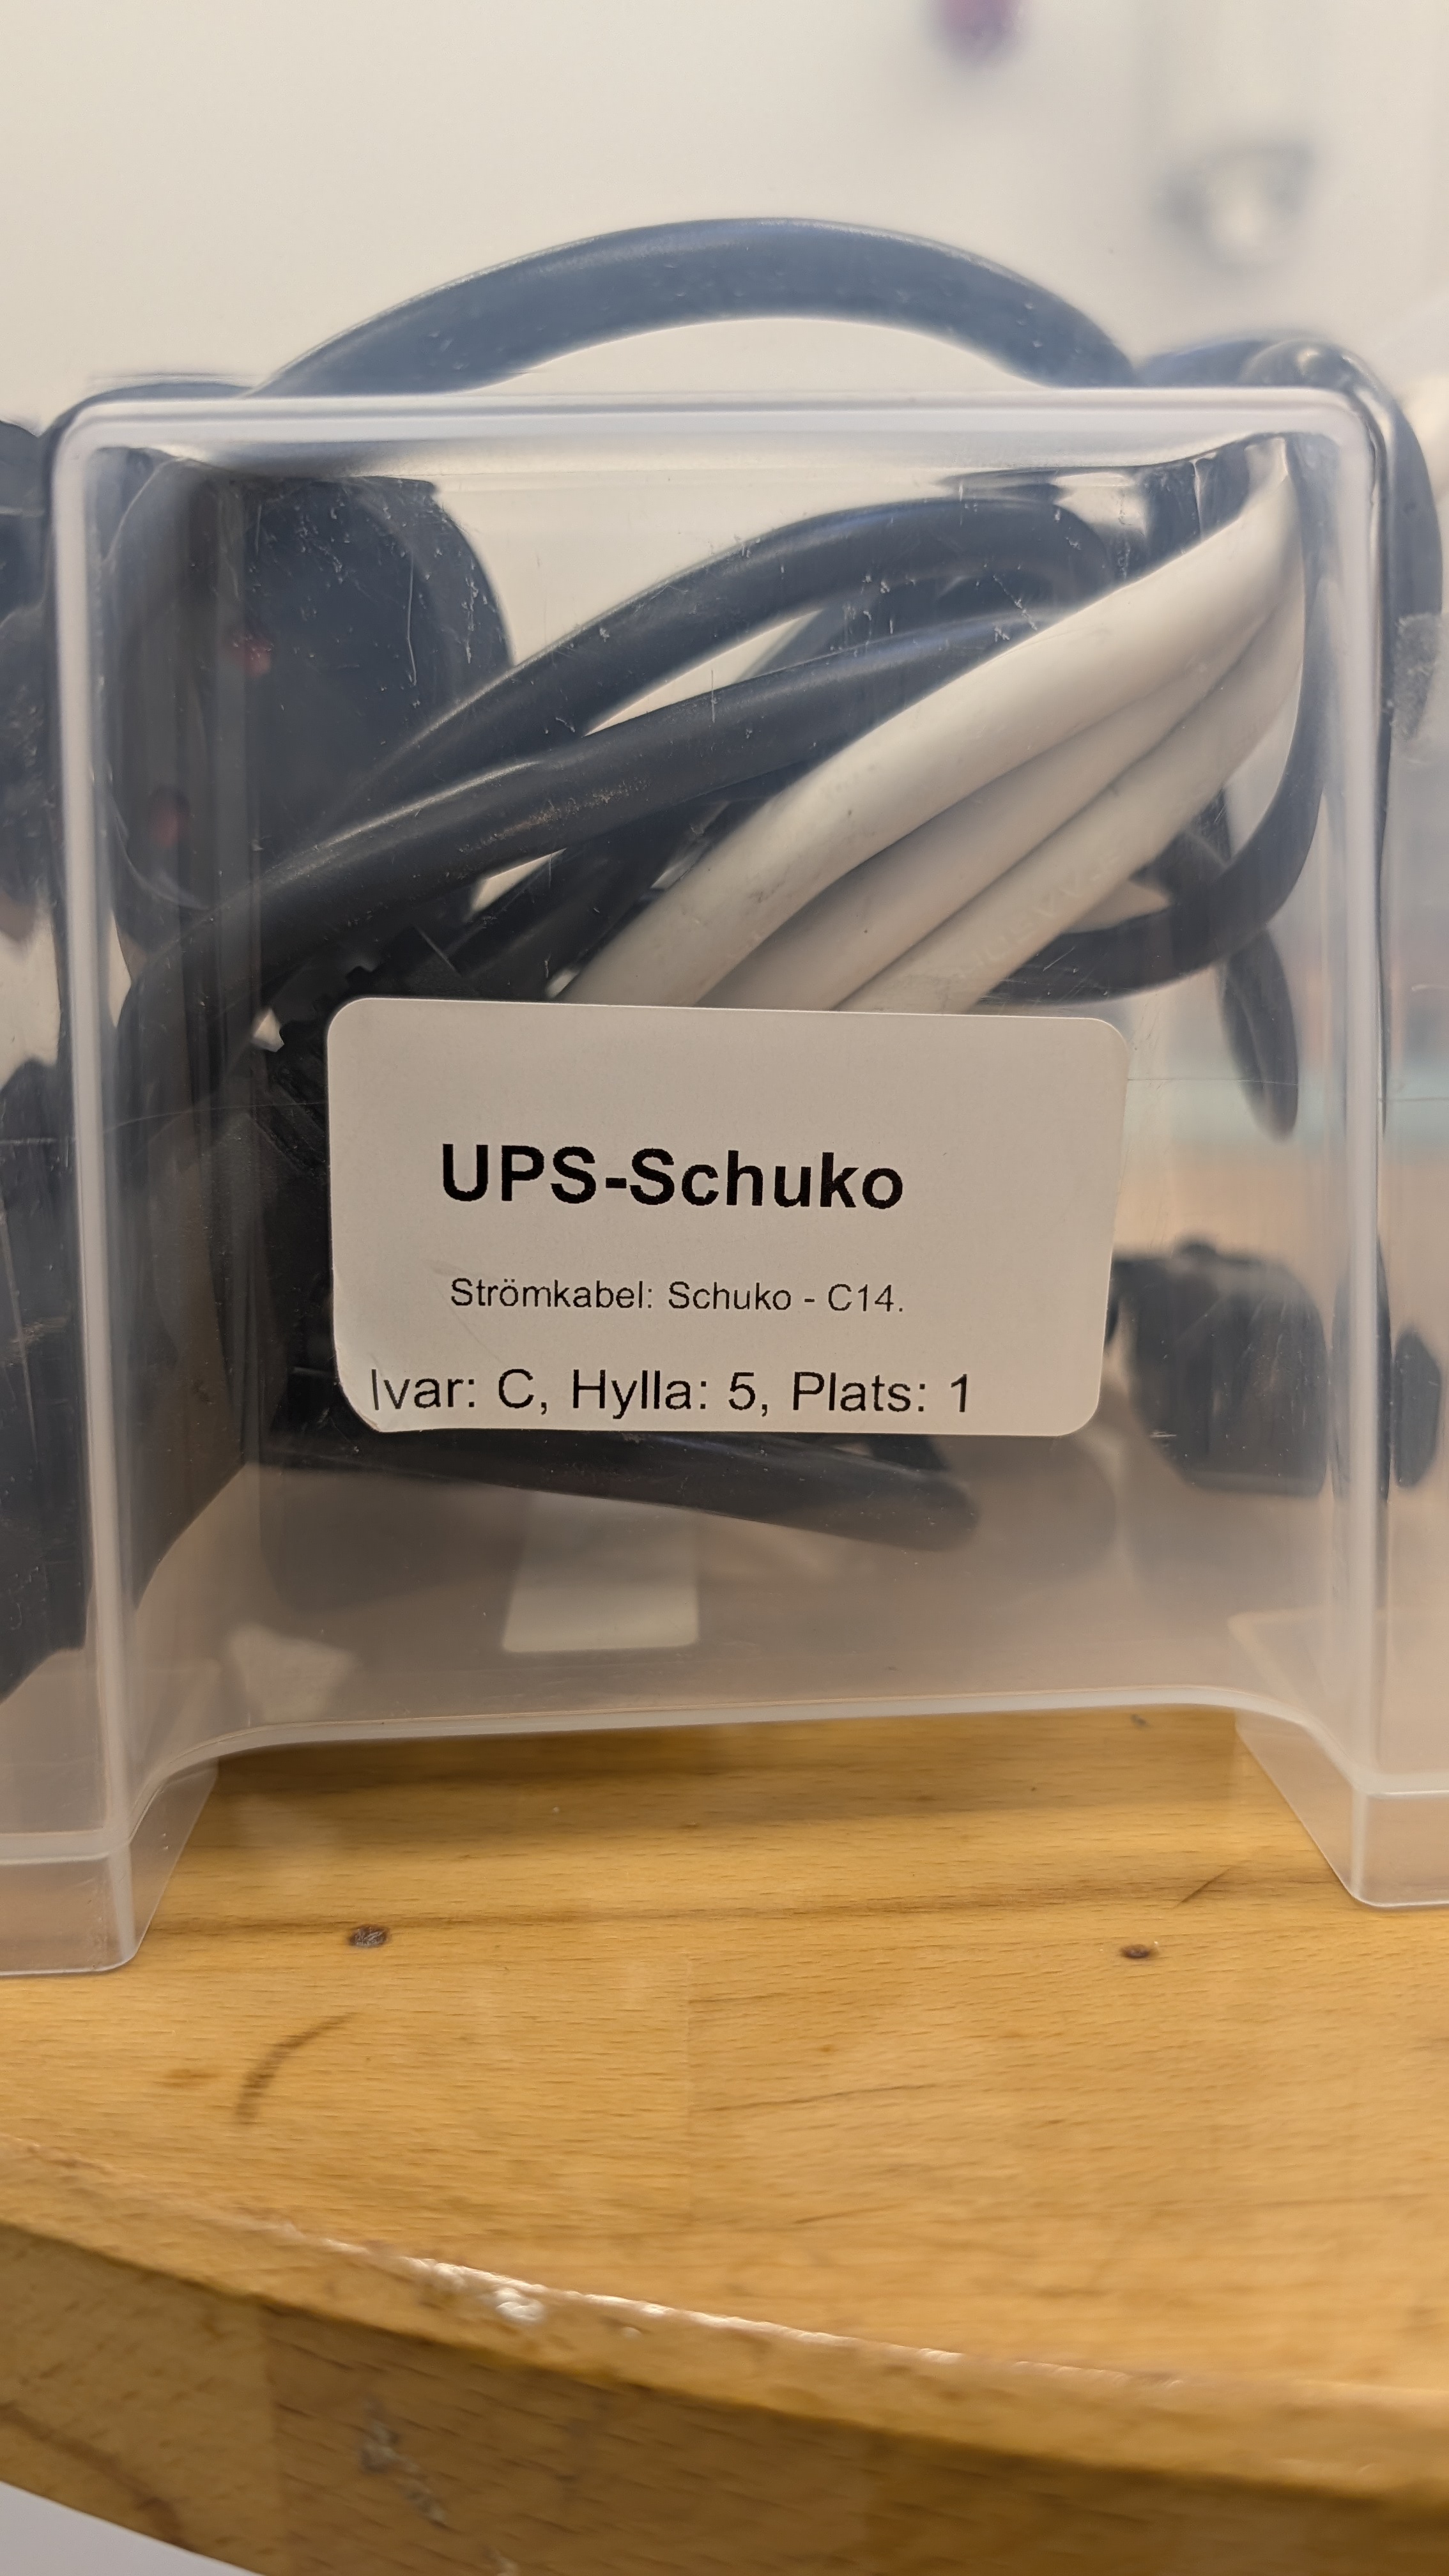 UPS-Schuko
Strömkabel: Schuko - C14.
Ivar: C, Hylla: 5, Plats: 1